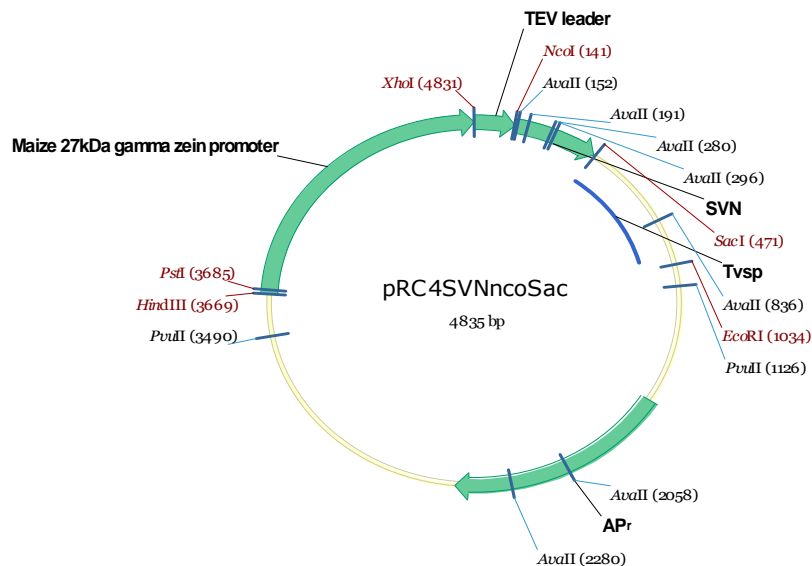 TEV leader
NcoI (141)
AvaII (152)
XhoI (4831)
AvaII (191)
AvaII (280)
Maize 27kDa gamma zein promoter
AvaII (296)
SVN
SacI (471)
PstI (3685)
Tvsp
HindIII (3669)
pRC4SVNncoSac
AvaII (836)
4835 bp
EcoRI (1034)
PvuII (3490)
PvuII (1126)
AvaII (2058)
APr
AvaII (2280)